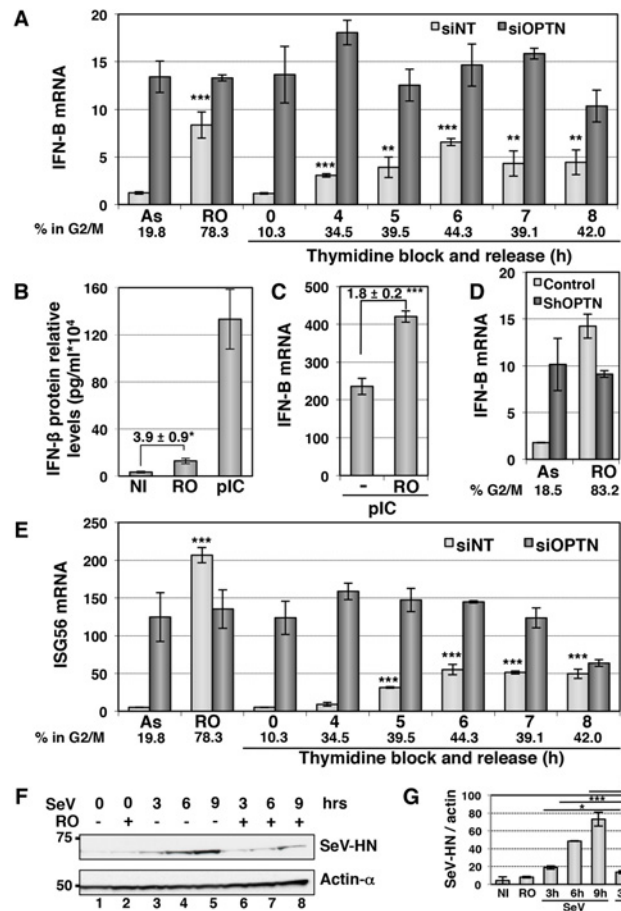 A
siNT siOPTN
IFN-B mRNA
20
15
10
5
0
***
***
**
***
**
**
As RO 0 4 5 6 7 8
% in G2/M 19.8 78.3 10.3 34.5 39.5 44.3 39.1 42.0
Thymidine block and release (h)
B
IFN-β protein relative
levels (pg/ml*10⁴)
160
120
80
40
0
3.9 ± 0.9*
NI RO pIC
C
IFN-B mRNA
500
400
300
200
100
0
1.8 ± 0.2 ***
- RO
pIC
D
Control
ShOPTN
IFN-B mRNA
20
15
10
5
0
As RO
% G2/M 18.5 83.2
E
siNT siOPTN
ISG56 mRNA
250
200
150
100
50
0
***
***
***
***
***
As RO 0 4 5 6 7 8
% in G2/M 19.8 78.3 10.3 34.5 39.5 44.3 39.1 42.0
Thymidine block and release (h)
F
SeV 0 0 3 6 9 3 6 9 hrs
RO - + - - - + + +
75
SeV-HN
50
Actin-α
1 2 3 4 5 6 7 8
G
SeV-HN / actin
100
80
60
40
20
0
***
*
NI RO 3h 6h 9h 3
SeV